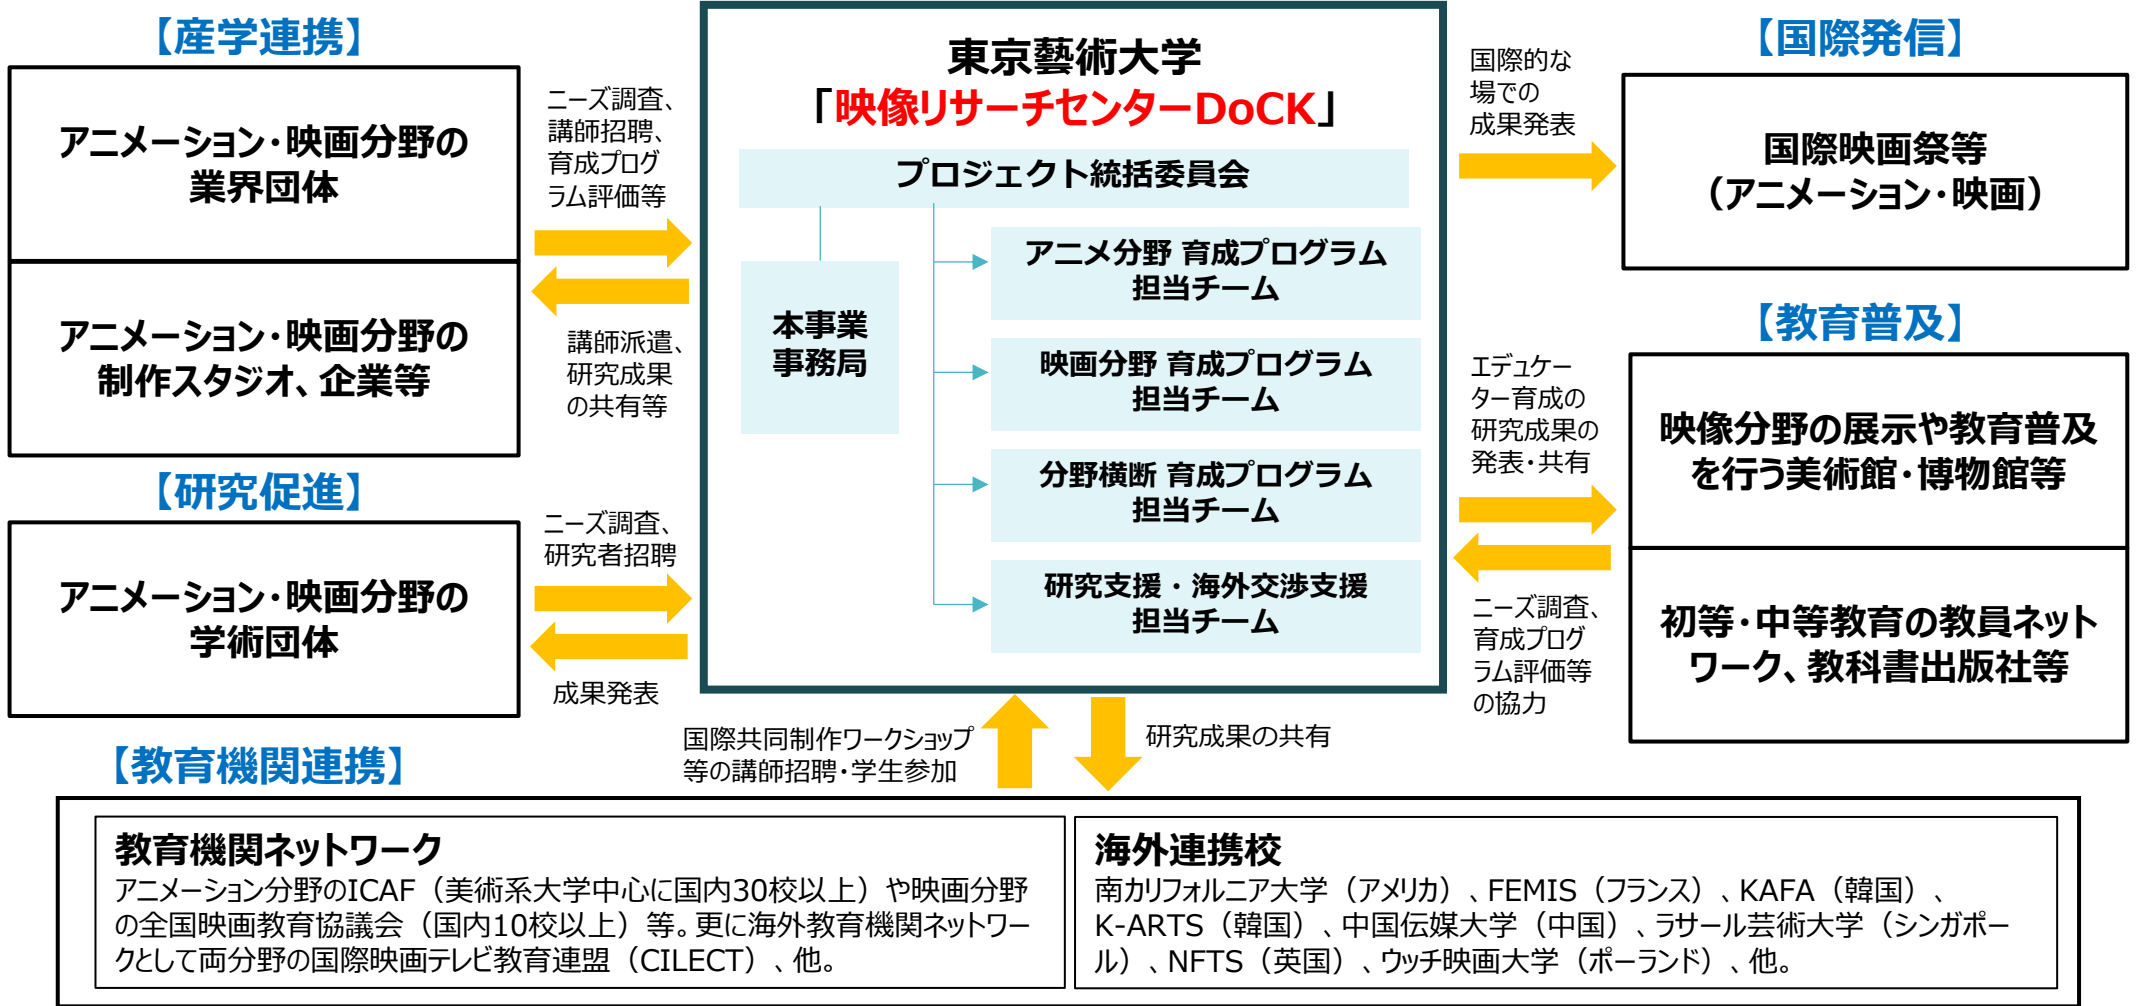 【産学連携】
アニメーション・映画分野の
業界団体
アニメーション・映画分野の
制作スタジオ、企業等
ニーズ調査、
講師招聘、
育成プログ
ラム評価等
講師派遣、
研究成果
の共有等
【研究促進】
アニメーション・映画分野の
学術団体
ニーズ調査、
研究者招聘
成果発表
東京藝術大学
「映像リサーチセンターDoCK」
プロジェクト統括委員会
本事業
事務局
アニメ分野 育成プログラム
担当チーム
映画分野 育成プログラム
担当チーム
分野横断 育成プログラム
担当チーム
研究支援・海外交渉支援
担当チーム
国際的な
場での
成果発表
【国際発信】
国際映画祭等
（アニメーション・映画）
【教育普及】
エデュケー
ター育成の
研究成果の
発表・共有
映像分野の展示や教育普及
を行う美術館・博物館等
初等・中等教育の教員ネット
ワーク、教科書出版社等
ニーズ調査、
育成プログ
ラム評価等
の協力
【教育機関連携】
国際共同制作ワークショップ
等の講師招聘・学生参加
研究成果の共有
教育機関ネットワーク
アニメーション分野のICAF（美術系大学中心に国内30校以上）や映画分野
の全国映画教育協議会（国内10校以上）等。更に海外教育機関ネットワー
クとして両分野の国際映画テレビ教育連盟（CILECT）、他。
海外連携校
南カリフォルニア大学（アメリカ）、FEMIS（フランス）、KAFA（韓国）、
K-ARTS（韓国）、中国伝媒大学（中国）、ラサール芸術大学（シンガポー
ル）、NFTS（英国）、ウッチ映画大学（ポーランド）、他。